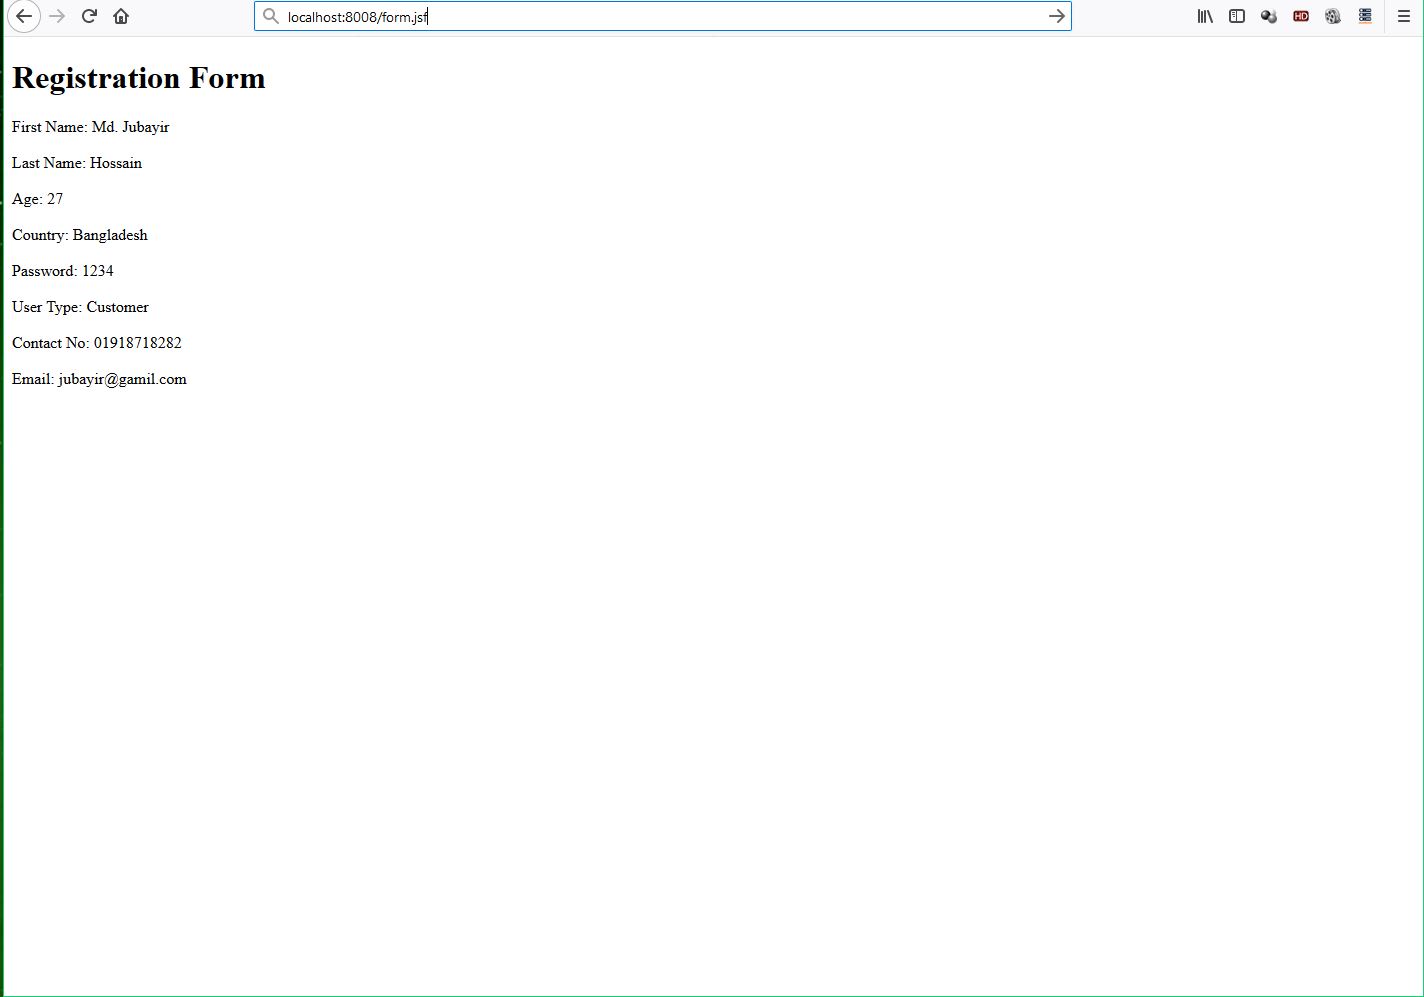 localhost:8008/form.jsf
HD
Registration Form
First Name: Md. Jubayir
Last Name: Hossain
Age: 27
Country: Bangladesh
Password: 1234
User Type: Customer
Contact No: 01918718282
Email: jubayir@gamil.com